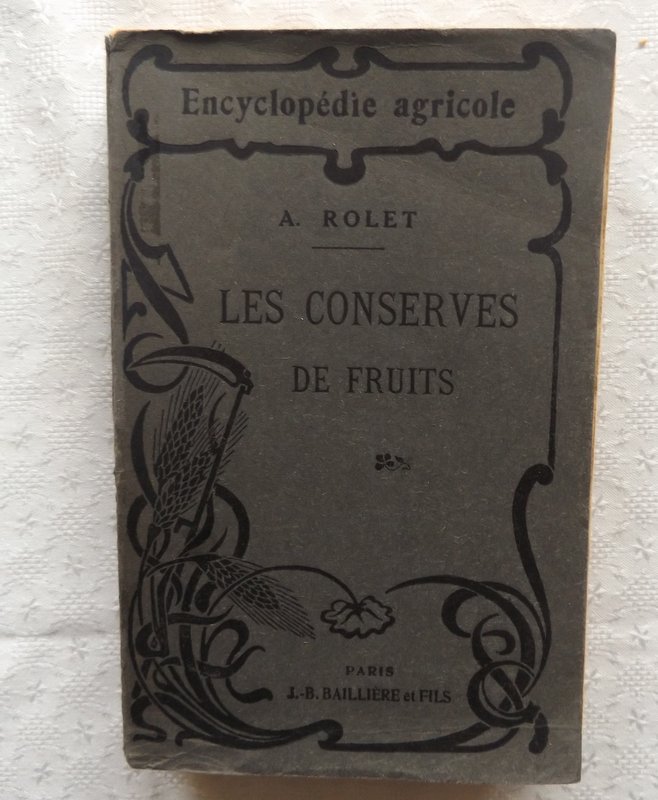 Encyclopédie agricole
A. ROLET
LES CONSERVES
DE FRUITS
PARIS
J.-B. BAILLIÈRE et FILS